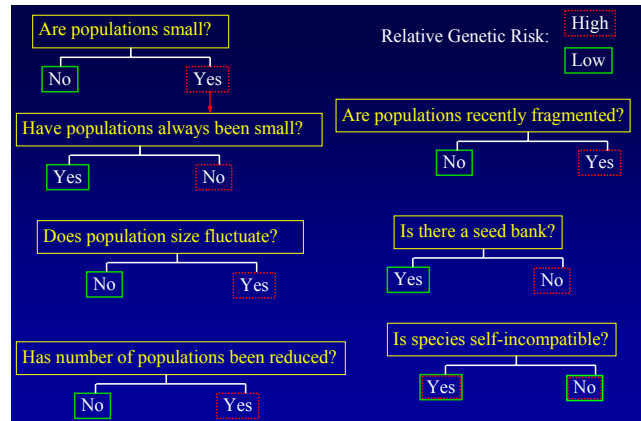 Are populations small?
No Yes
Relative Genetic Risk:
High
Low
Have populations always been small?
Yes No
Are populations recently fragmented?
No Yes
Does population size fluctuate?
No Yes
Is there a seed bank?
Yes No
Has number of populations been reduced?
No Yes
Is species self-incompatible?
Yes No